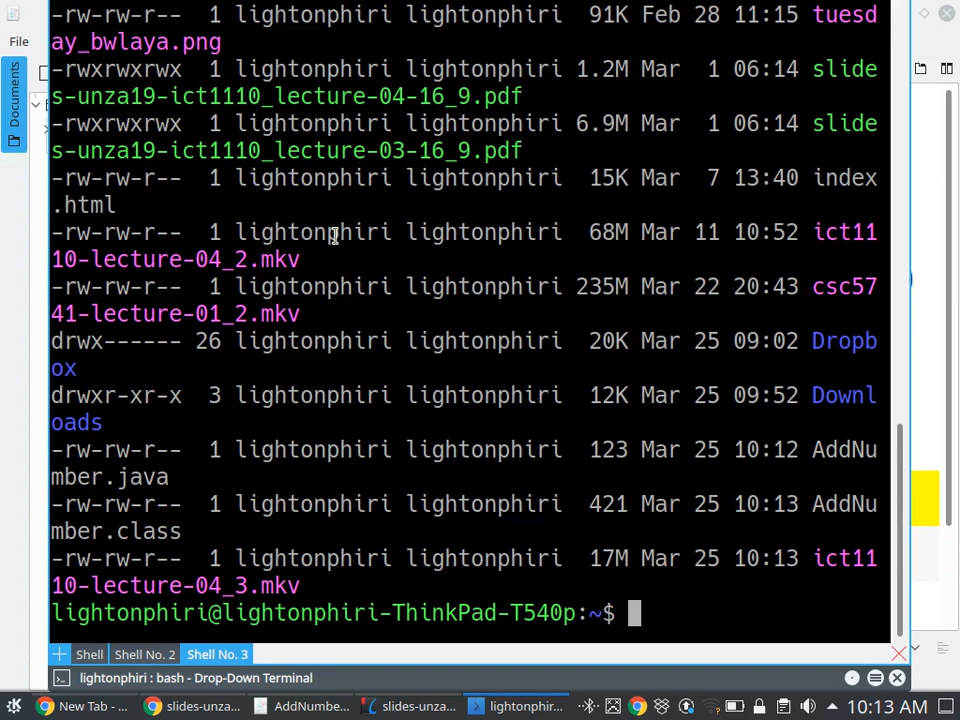 -rw-rw-r--  1 lightonphiri lightonphiri  91K Feb 28 11:15 tuesd
File
ay_bwlaya.png
-rwxrwxrwx  1 lightonphiri lightonphiri 1.2M Mar  1 06:14 slide
Documents
s-unza19-ict1110_lecture-04-16_9.pdf
-rwxrwxrwx  1 lightonphiri lightonphiri 6.9M Mar  1 06:14 slide
s-unza19-ict1110_lecture-03-16_9.pdf
-rw-rw-r--  1 lightonphiri lightonphiri  15K Mar  7 13:40 index
.html
-rw-rw-r--  1 lightonphiri lightonphiri  68M Mar 11 10:52 ict11
10-lecture-04_2.mkv
-rw-rw-r--  1 lightonphiri lightonphiri 235M Mar 22 20:43 csc57
41-lecture-01_2.mkv
drwx------ 26 lightonphiri lightonphiri  20K Mar 25 09:02 Dropb
ox
drwxr-xr-x  3 lightonphiri lightonphiri  12K Mar 25 09:52 Downl
oads
-rw-rw-r--  1 lightonphiri lightonphiri  123 Mar 25 10:12 AddNu
mber.java
-rw-rw-r--  1 lightonphiri lightonphiri  421 Mar 25 10:13 AddNu
mber.class
-rw-rw-r--  1 lightonphiri lightonphiri  17M Mar 25 10:13 ict11
10-lecture-04_3.mkv
lightonphiri@lightonphiri-ThinkPad-T540p:~$
Shell  Shell No. 2  Shell No. 3
lightonphiri : bash - Drop-Down Terminal
New Tab - ...  slides-unza...  AddNumbe...  slides-unza...  lightonphiri...  10:13 AM